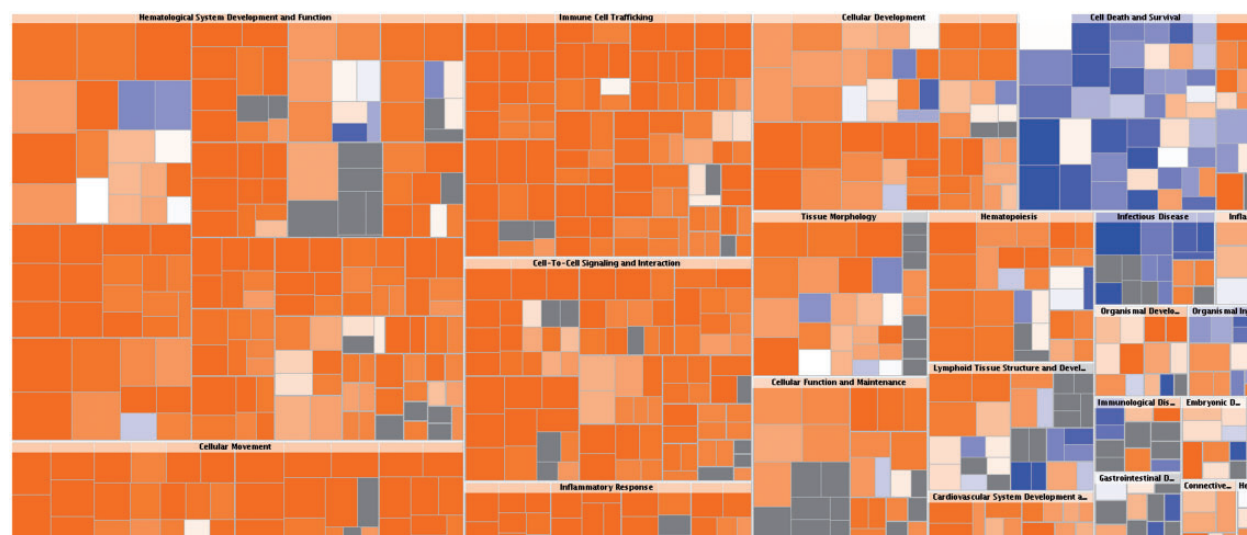 Hematological System Development and Function
Immune Cell Trafficking
Cellular Development
Cell Death and Survival
Tissue Morphology
Hematopoiesis
Infectious Disease
Infla
Cell-To-Cell Signaling and Interaction
Organismal Develo...
Organismal In
Lymphoid Tissue Structure and Devel...
Cellular Function and Maintenance
Immunological Dis...
Embryonic D...
Cellular Movement
Gastrointestinal D...
Inflammatory Response
Connective...
He
Cardiovascular System Development a...